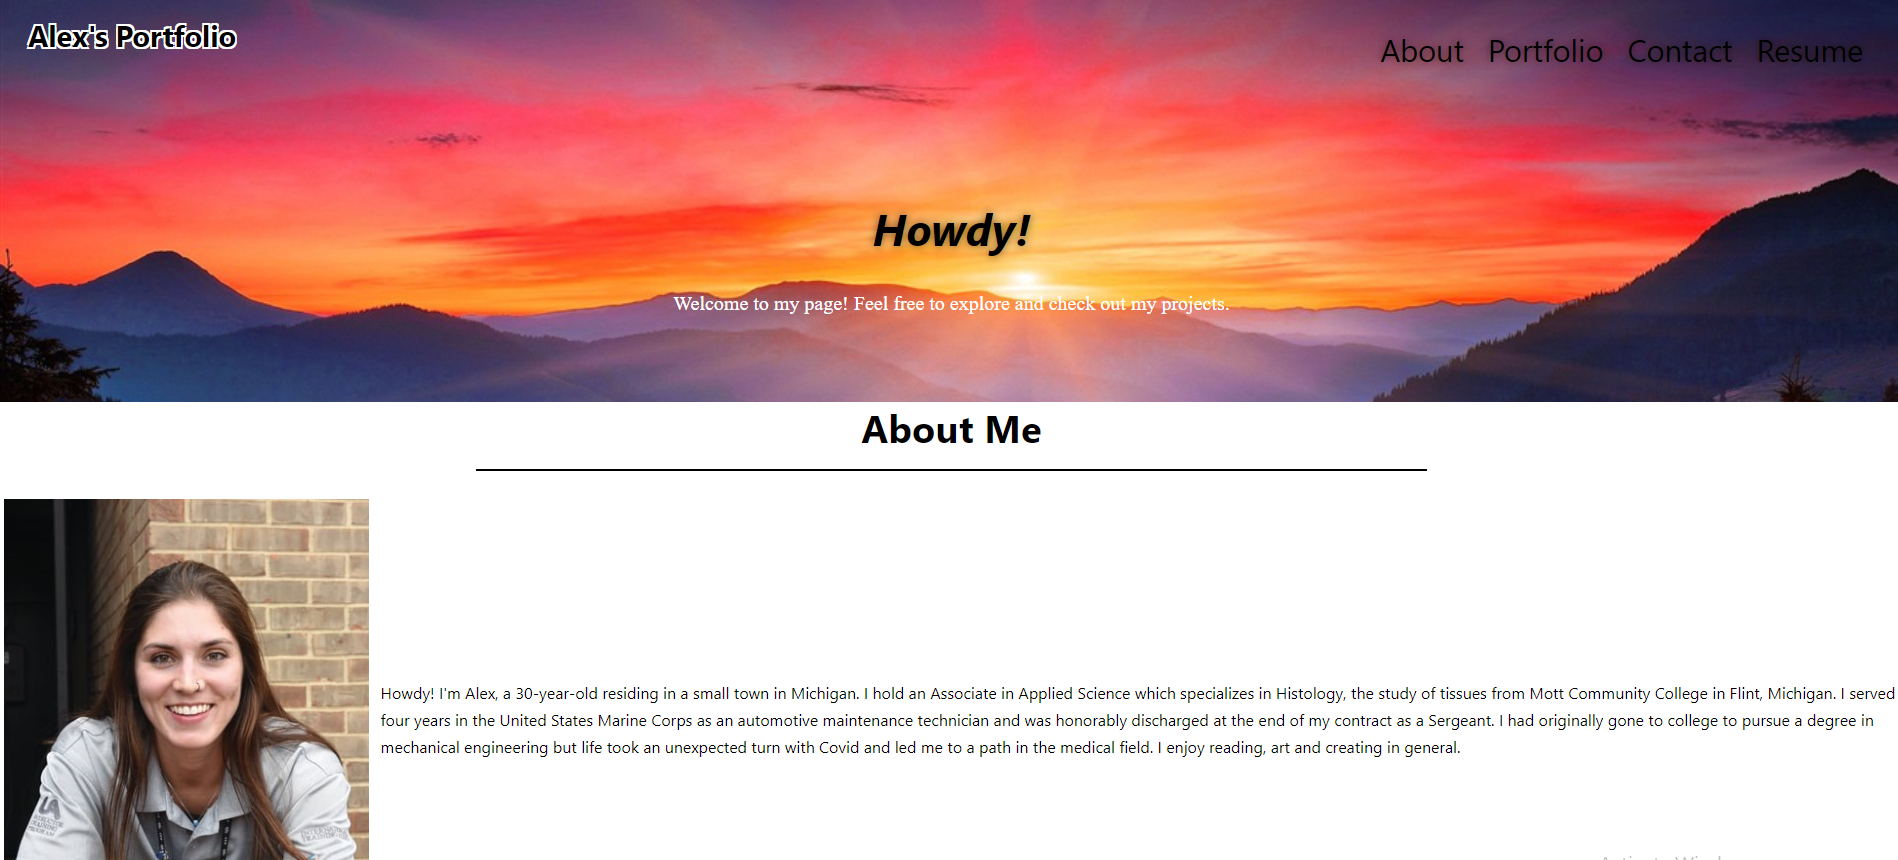 Alex's Portfolio
About Portfolio Contact Resume
Howdy!
Welcome to my page! Feel free to explore and check out my projects.
About Me
Howdy! I'm Alex, a 30-year-old residing in a small town in Michigan. I hold an Associate in Applied Science which specializes in Histology, the study of tissues from Mott Community College in Flint, Michigan. I served
four years in the United States Marine Corps as an automotive maintenance technician and was honorably discharged at the end of my contract as a Sergeant. I had originally gone to college to pursue a degree in
mechanical engineering but life took an unexpected turn with Covid and led me to a path in the medical field. I enjoy reading, art and creating in general.
UA
TRAINING
PROGRAM